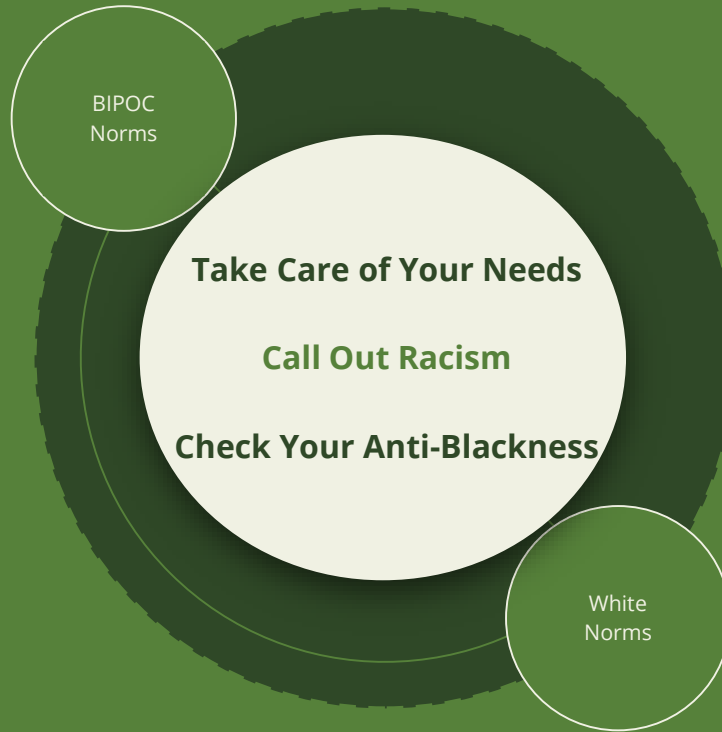 BIPOC
Norms
Take Care of Your Needs
Call Out Racism
Check Your Anti-Blackness
White
Norms